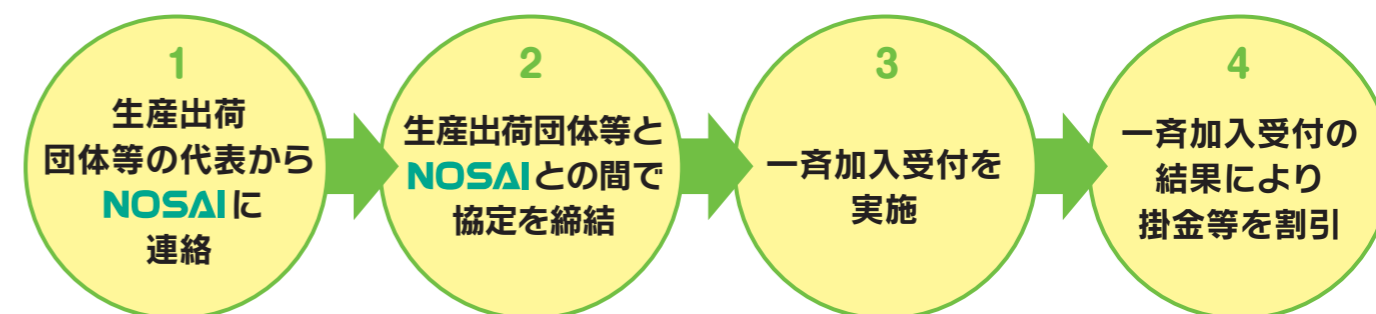 1
生産出荷
団体等の代表から
NOSAIに
連絡
2
生産出荷団体等と
NOSAIとの間で
協定を締結
3
一斉加入受付を
実施
4
一斉加入受付の
結果により
掛金等を割引